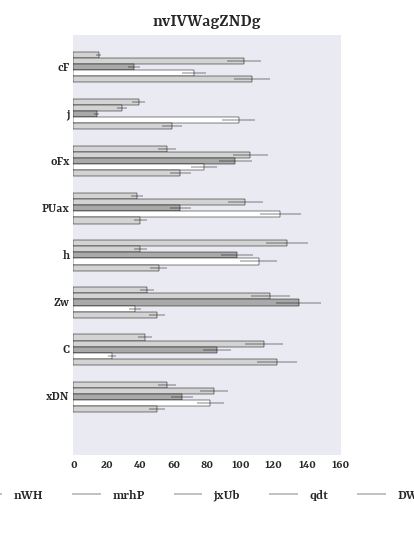 nvIVWagZNDg
cF
j
oFx
PUax
h
Zw
C
xDN
0 20 40 60 80 100 120 140 160
nWH mrhP jxUb qdt DW